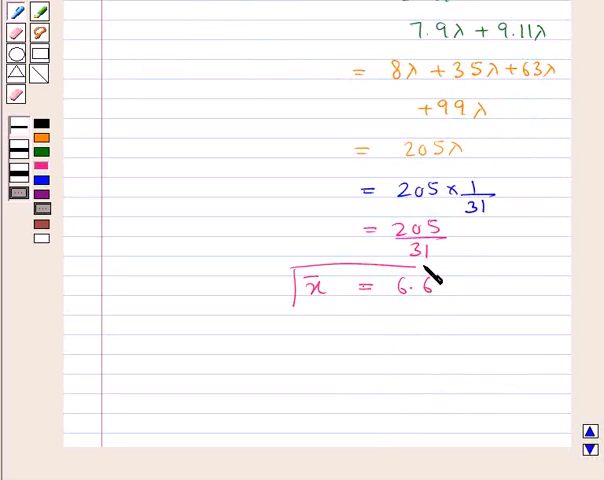 7.9λ + 9.11λ
= 8λ + 35λ + 63λ
+ 99λ
= 205λ
= 205 × 1/31
= 205/31
x̄ = 6.6